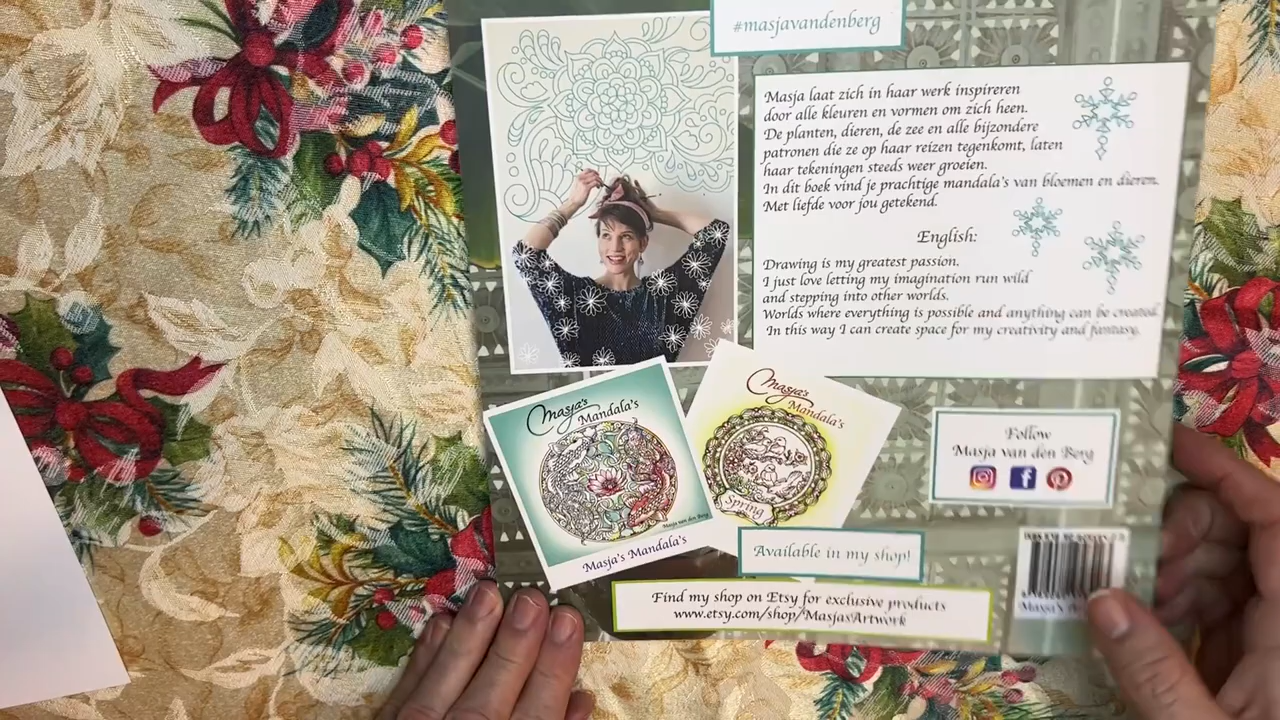 #masjavandenberg
Masja laat zich in haar werk inspireren
door alle kleuren en vormen om zich heen.
De planten, dieren, de zee en alle bijzondere
patronen die ze op haar reizen tegenkomt, laten
haar tekeningen steeds weer groeien.
In dit boek vind je prachtige mandala's van bloemen en dieren.
Met liefde voor jou getekend.
English:
Drawing is my greatest passion.
I just love letting my imagination run wild
and stepping into other worlds.
Worlds where everything is possible and anything can be created.
In this way I can create space for my creativity and fantasy.
Masja's
Mandala's
Masja van den Berg
Masja's Mandala's
Masja's
Mandala's
Spring
Follow
Masja van den Berg
Available in my shop!
Find my shop on Etsy for exclusive products
www.etsy.com/shop/MasjasArtwork